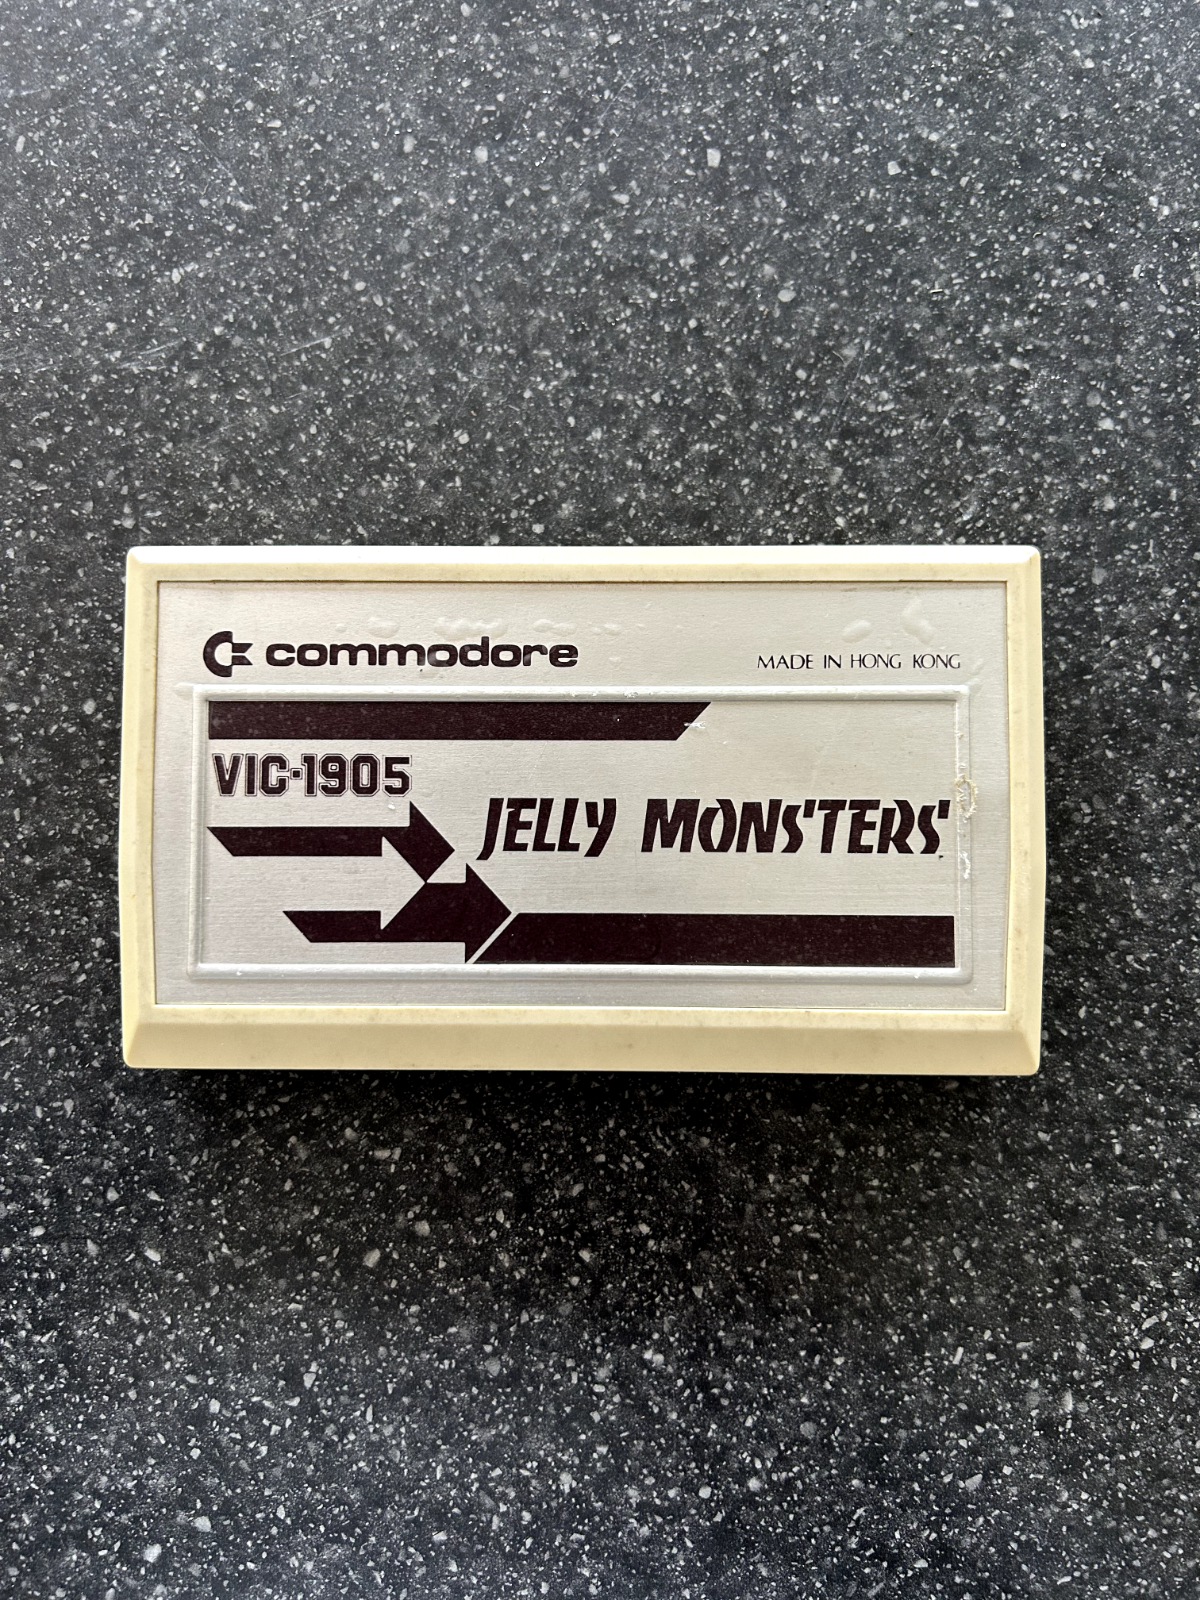 commodore
MADE IN HONG KONG
VIC-1905
JELLY MONSTERS